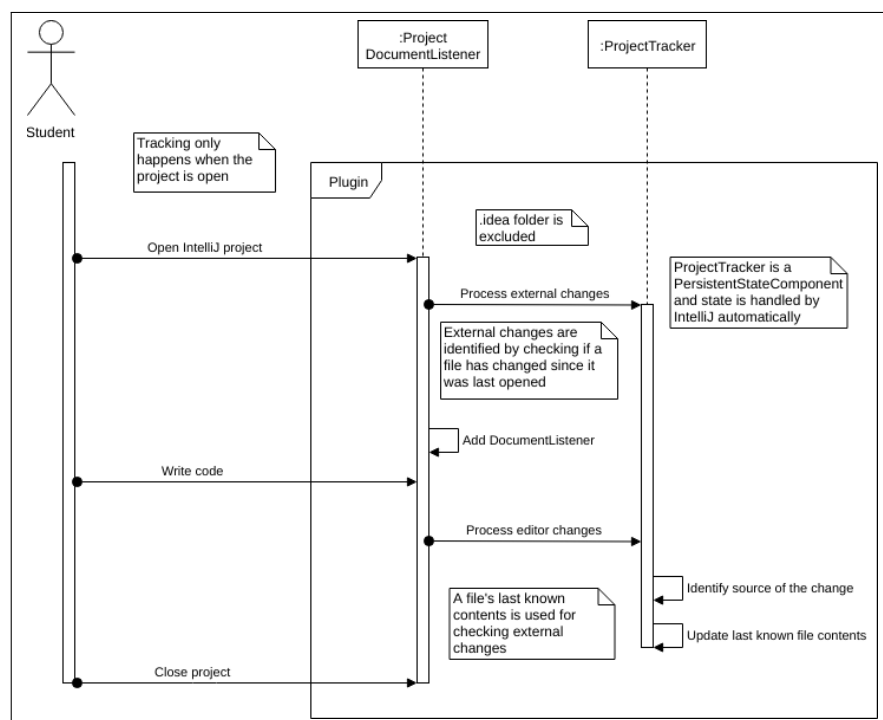 :Project
DocumentListener
:ProjectTracker
Student
Tracking only
happens when the
project is open
Plugin
.idea folder is
excluded
Open IntelliJ project
ProjectTracker is a
PersistentStateComponent
and state is handled by
IntelliJ automatically
Process external changes
External changes are
identified by checking if a
file has changed since it
was last opened
Add DocumentListener
Write code
Process editor changes
Identify source of the change
A file's last known
contents is used for
checking external
changes
Update last known file contents
Close project